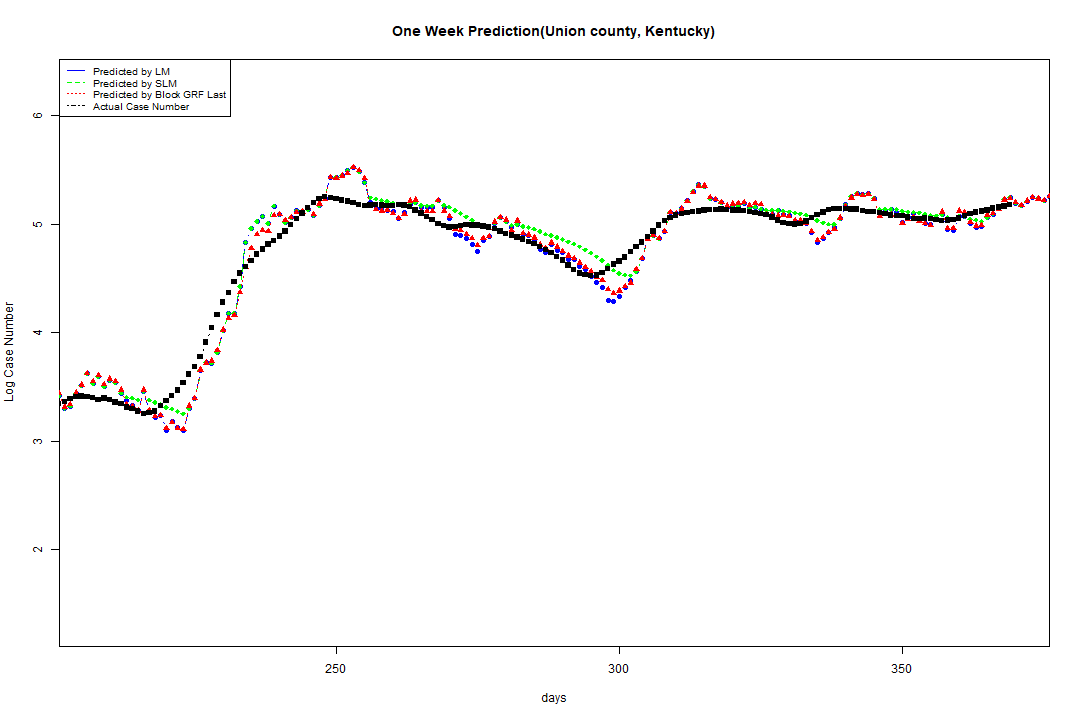 One Week Prediction(Union county, Kentucky)
Predicted by LM
Predicted by SLM
Predicted by Block GRF Last
Actual Case Number
6
5
4
3
2
Log Case Number
250
300
350
days